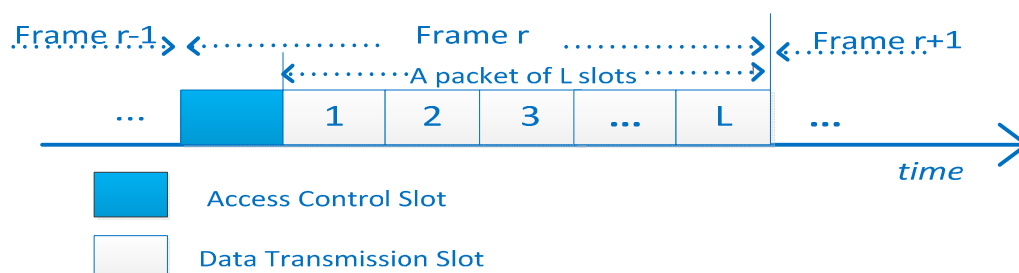 Frame r-1 Frame r Frame r+1
A packet of L slots
... 1 2 3 ... L ...
time
Access Control Slot
Data Transmission Slot